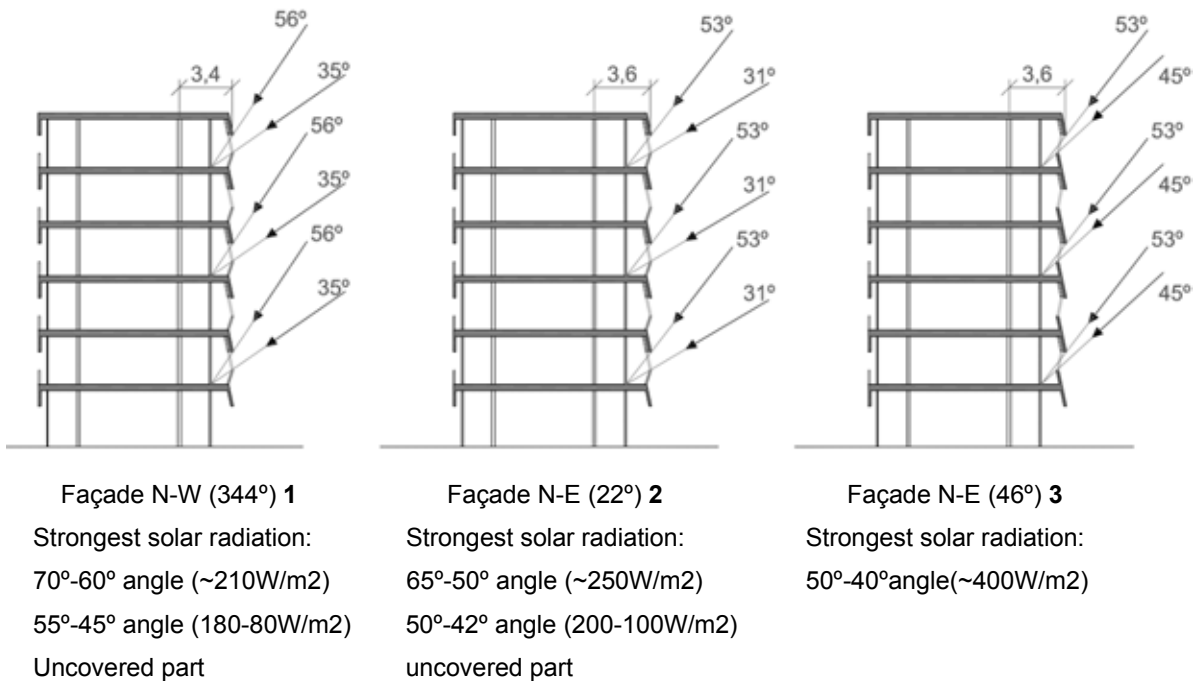 56º
35º
3,4
56º
35º
56º
35º
53º
31º
3,6
53º
31º
53º
31º
53º
45º
3,6
53º
45º
53º
45º
Façade N-W (344º) 1
Strongest solar radiation:
70º-60º angle (~210W/m2)
55º-45º angle (180-80W/m2)
Uncovered part
Façade N-E (22º) 2
Strongest solar radiation:
65º-50º angle (~250W/m2)
50º-42º angle (200-100W/m2)
uncovered part
Façade N-E (46º) 3
Strongest solar radiation:
50º-40ºangle(~400W/m2)